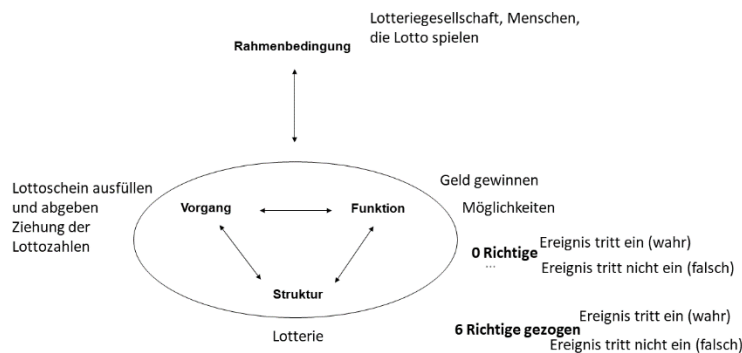 Lotteriegesellschaft, Menschen,
die Lotto spielen
Rahmenbedingung
Lottoschein ausfüllen
und abgeben
Ziehung der
Lottozahlen
Geld gewinnen
Vorgang
Funktion
Möglichkeiten
Ereignis tritt ein (wahr)
0 Richtige
...
Ereignis tritt nicht ein (falsch)
Struktur
Lotterie
Ereignis tritt ein (wahr)
6 Richtige gezogen
Ereignis tritt nicht ein (falsch)